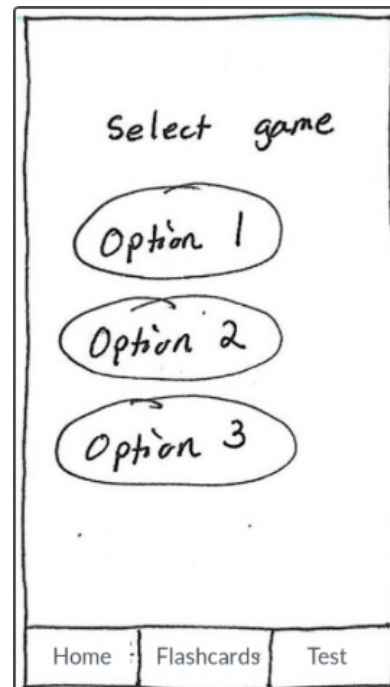 Select game
Option 1
Option 2
Option 3
Home Flashcards Test